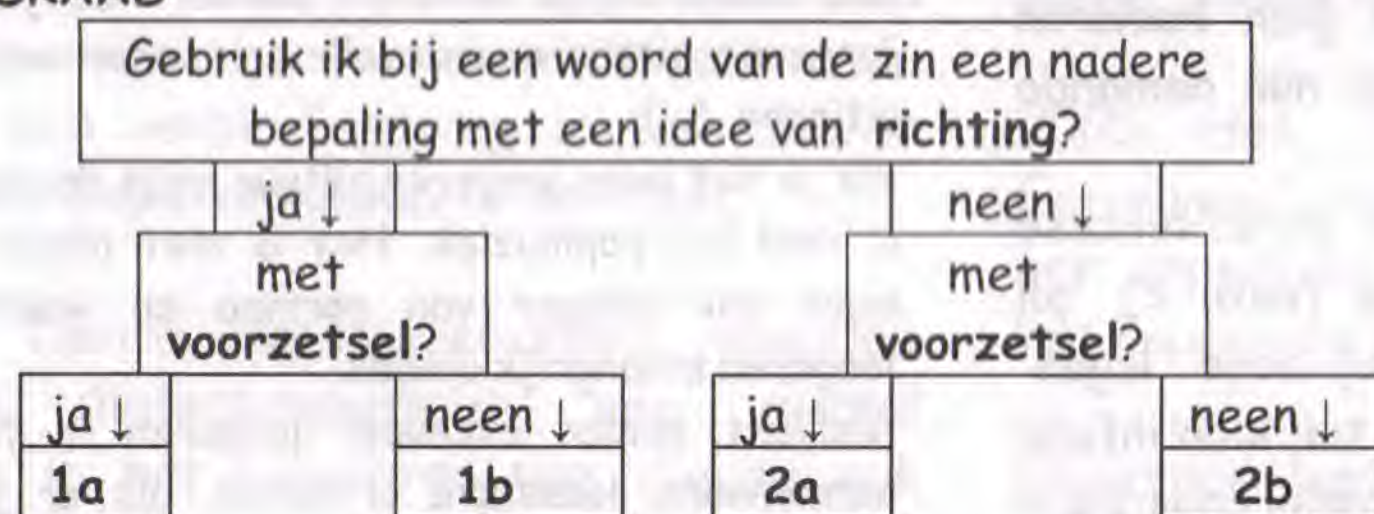 Gebruik ik bij een woord van de zin een nadere
bepaling met een idee van richting?
ja ↓ neen ↓
met met
voorzetsel? voorzetsel?
ja ↓ neen ↓ ja ↓ neen ↓
1a 1b 2a 2b